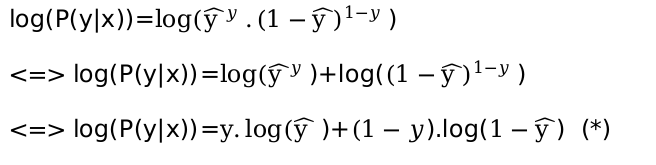 log(P(y|x))=log(ŷ ʸ . (1 − ŷ)¹⁻ʸ )
<=> log(P(y|x))=log(ŷ ʸ )+log( (1 − ŷ)¹⁻ʸ )
<=> log(P(y|x))=y. log(ŷ )+(1 − y).log(1 − ŷ ) (*)